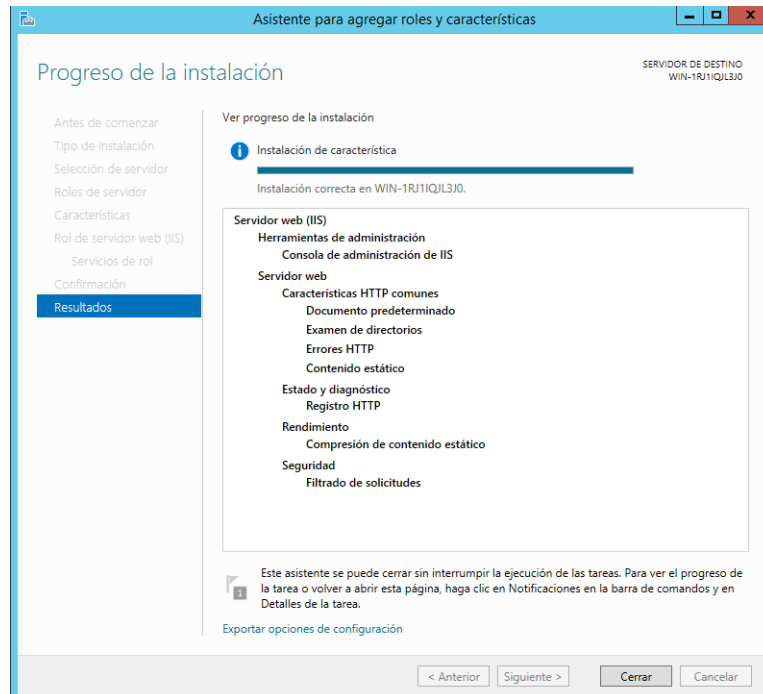 Asistente para agregar roles y características
Progreso de la instalación
SERVIDOR DE DESTINO
WIN-1RJ1IQJL3J0
Antes de comenzar
Tipo de instalación
Selección de servidor
Roles de servidor
Características
Rol de servidor web (IIS)
Servicios de rol
Confirmación
Resultados
Ver progreso de la instalación
Instalación de característica
Instalación correcta en WIN-1RJ1IQJL3J0.
Servidor web (IIS)
Herramientas de administración
Consola de administración de IIS
Servidor web
Características HTTP comunes
Documento predeterminado
Examen de directorios
Errores HTTP
Contenido estático
Estado y diagnóstico
Registro HTTP
Rendimiento
Compresión de contenido estático
Seguridad
Filtrado de solicitudes
1
Este asistente se puede cerrar sin interrumpir la ejecución de las tareas. Para ver el progreso de
la tarea o volver a abrir esta página, haga clic en Notificaciones en la barra de comandos y en
Detalles de la tarea.
Exportar opciones de configuración
< Anterior
Siguiente >
Cerrar
Cancelar